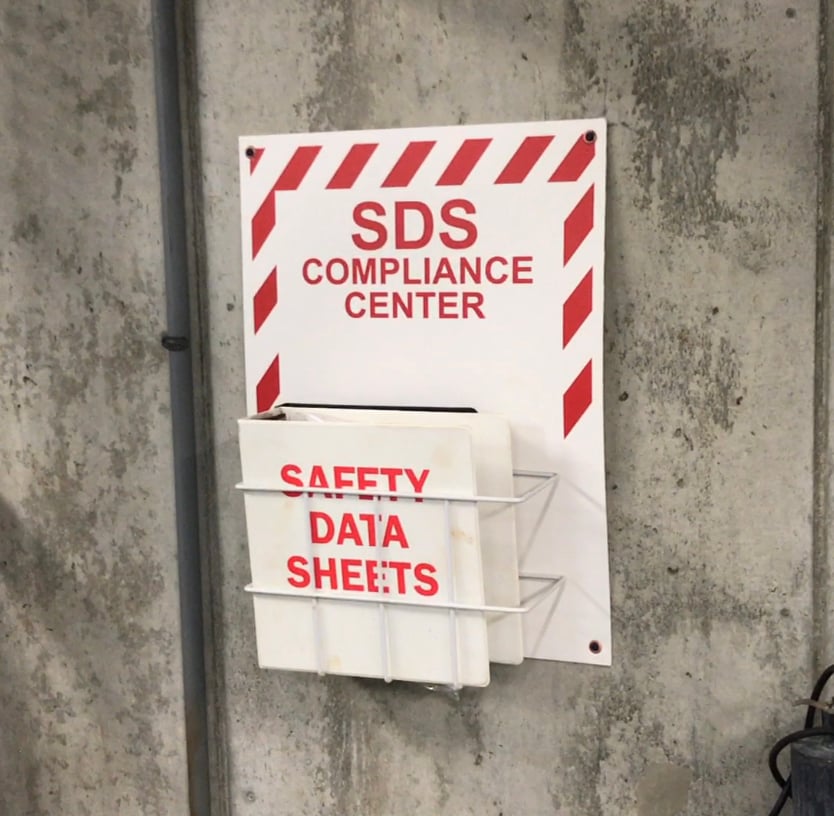 SDS
COMPLIANCE
CENTER
SAFETY
DATA
SHEETS